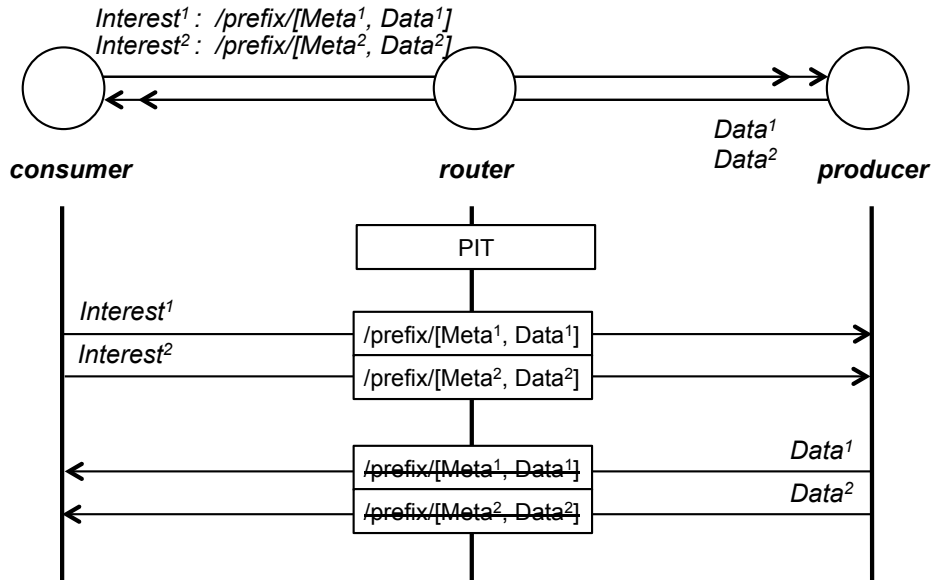 Interest¹ : /prefix/[Meta¹, Data¹]
Interest² : /prefix/[Meta², Data²]
Data¹
Data²
consumer
router
producer
PIT
Interest¹
/prefix/[Meta¹, Data¹]
Interest²
/prefix/[Meta², Data²]
/prefix/[Meta¹, Data¹]
Data¹
/prefix/[Meta², Data²]
Data²